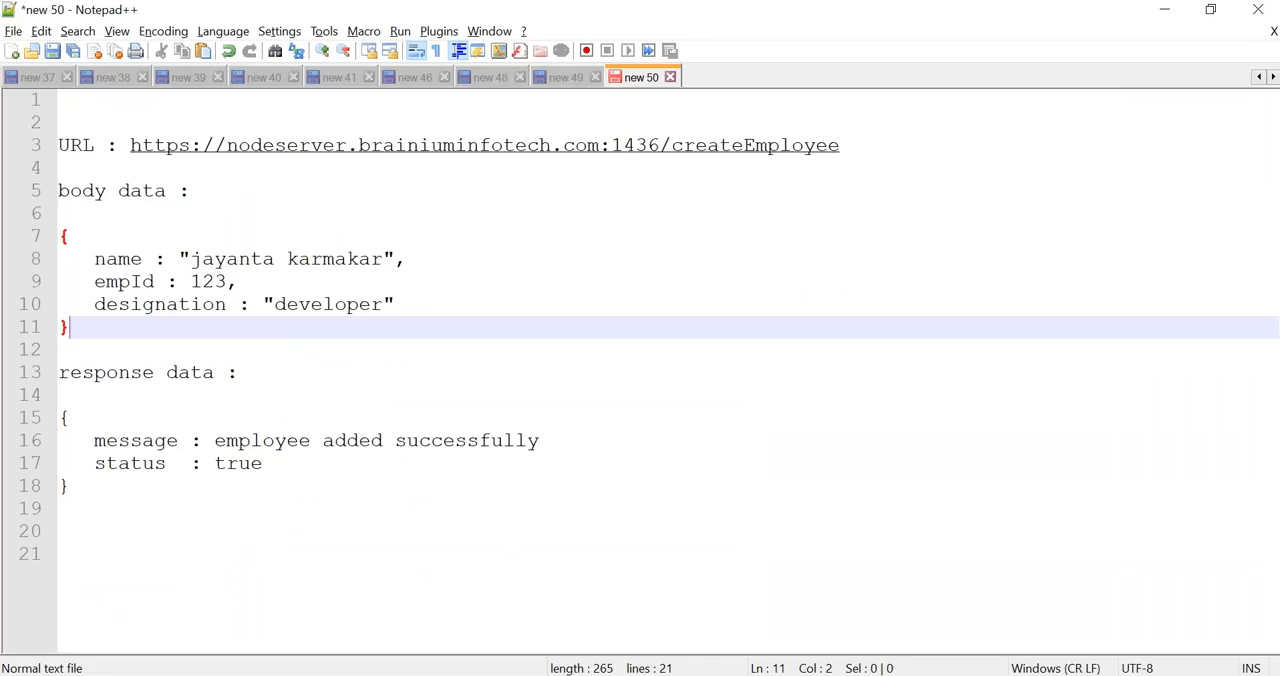 *new 50 - Notepad++
File Edit Search View Encoding Language Settings Tools Macro Run Plugins Window ? X
new 37 new 38 new 39 new 40 new 41 new 46 new 48 new 49 new 50
1
2
3 URL : https://nodeserver.brainiuminfotech.com:1436/createEmployee
4
5 body data :
6
7 {
8 name : "jayanta karmakar",
9 empId : 123,
10 designation : "developer"
11 }
12
13 response data :
14
15 {
16 message : employee added successfully
17 status : true
18 }
19
20
21
Normal text file length : 265 lines : 21 Ln : 11 Col : 2 Sel : 0 | 0 Windows (CR LF) UTF-8 INS